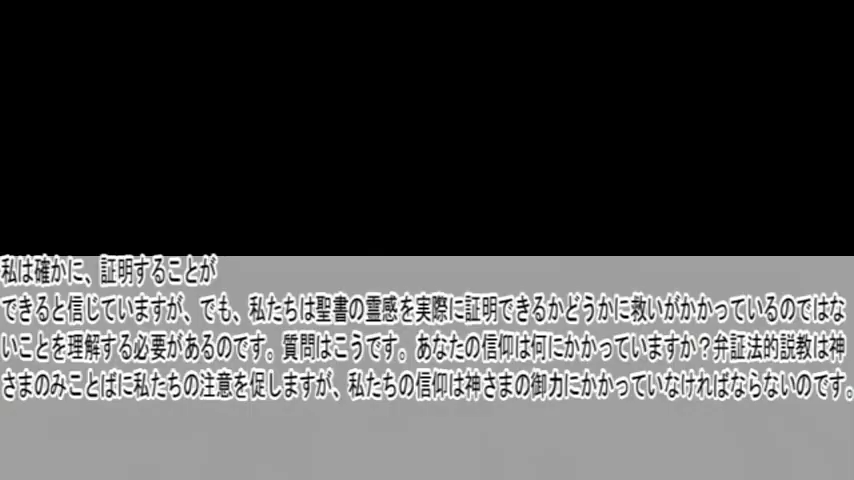 私は確かに、証明することが
できると信じていますが、でも、私たちは聖書の霊感を実際に証明できるかどうかに救いがかかっているのではな
いことを理解する必要があるのです。質問はこうです。あなたの信仰は何にかかっていますか？弁証法的説教は神
さまのみことばに私たちの注意を促しますが、私たちの信仰は神さまの御力にかかっていなければならないのです。